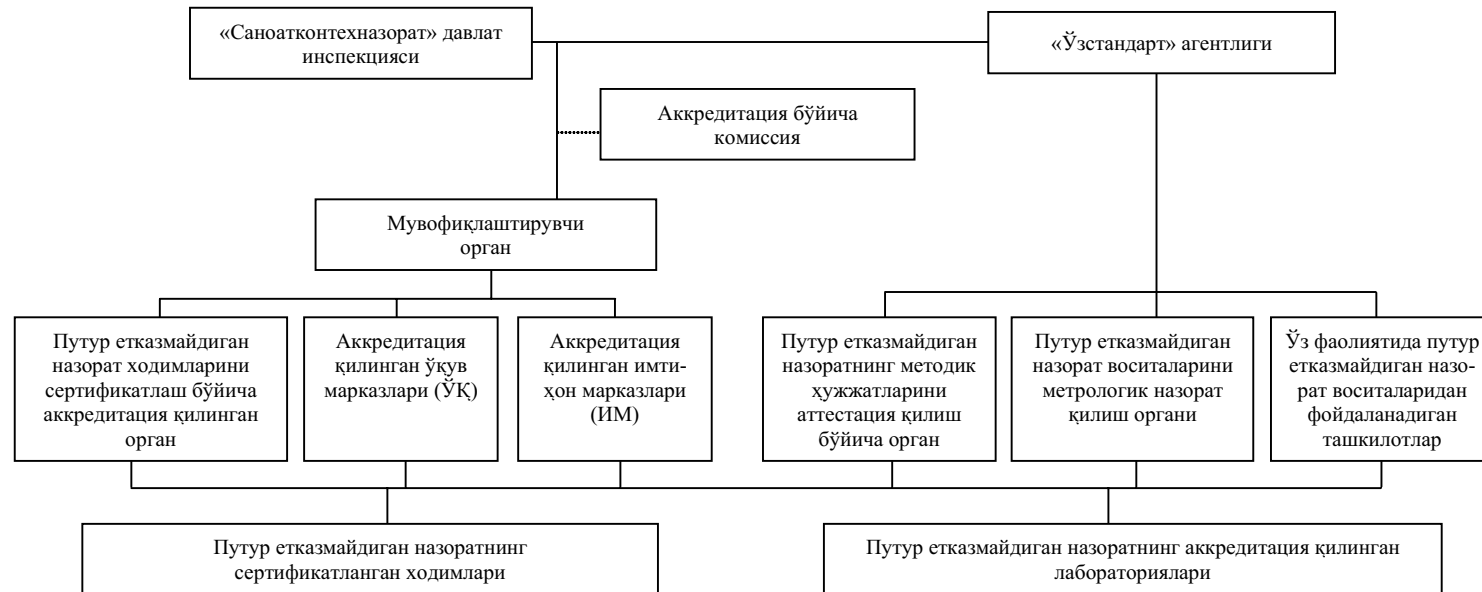 «Саноатконтехназорат» давлат
инспекцияси
«Ўзстандарт» агентлиги
Аккредитация бўйича
комиссия
Мувофиқлаштирувчи
орган
Путур етказмайдиган
назорат ходимларини
сертификатлаш бўйича
аккредитация қилинган
орган
Аккредитация
қилинган ўқув
марказлари (ЎҚ)
Аккредитация
қилинган имти-
ҳон марказлари
(ИМ)
Путур етказмайдиган
назоратнинг методик
ҳужжатларини
аттестация қилиш
бўйича орган
Путур етказмайдиган
назорат воситаларини
метрологик назорат
қилиш органи
Ўз фаолиятида путур
етказмайдиган назо-
рат воситаларидан
фойдаланадиган
ташкилотлар
Путур етказмайдиган назоратнинг
сертификатланган ходимлари
Путур етказмайдиган назоратнинг аккредитация қилинган
лабораториялари